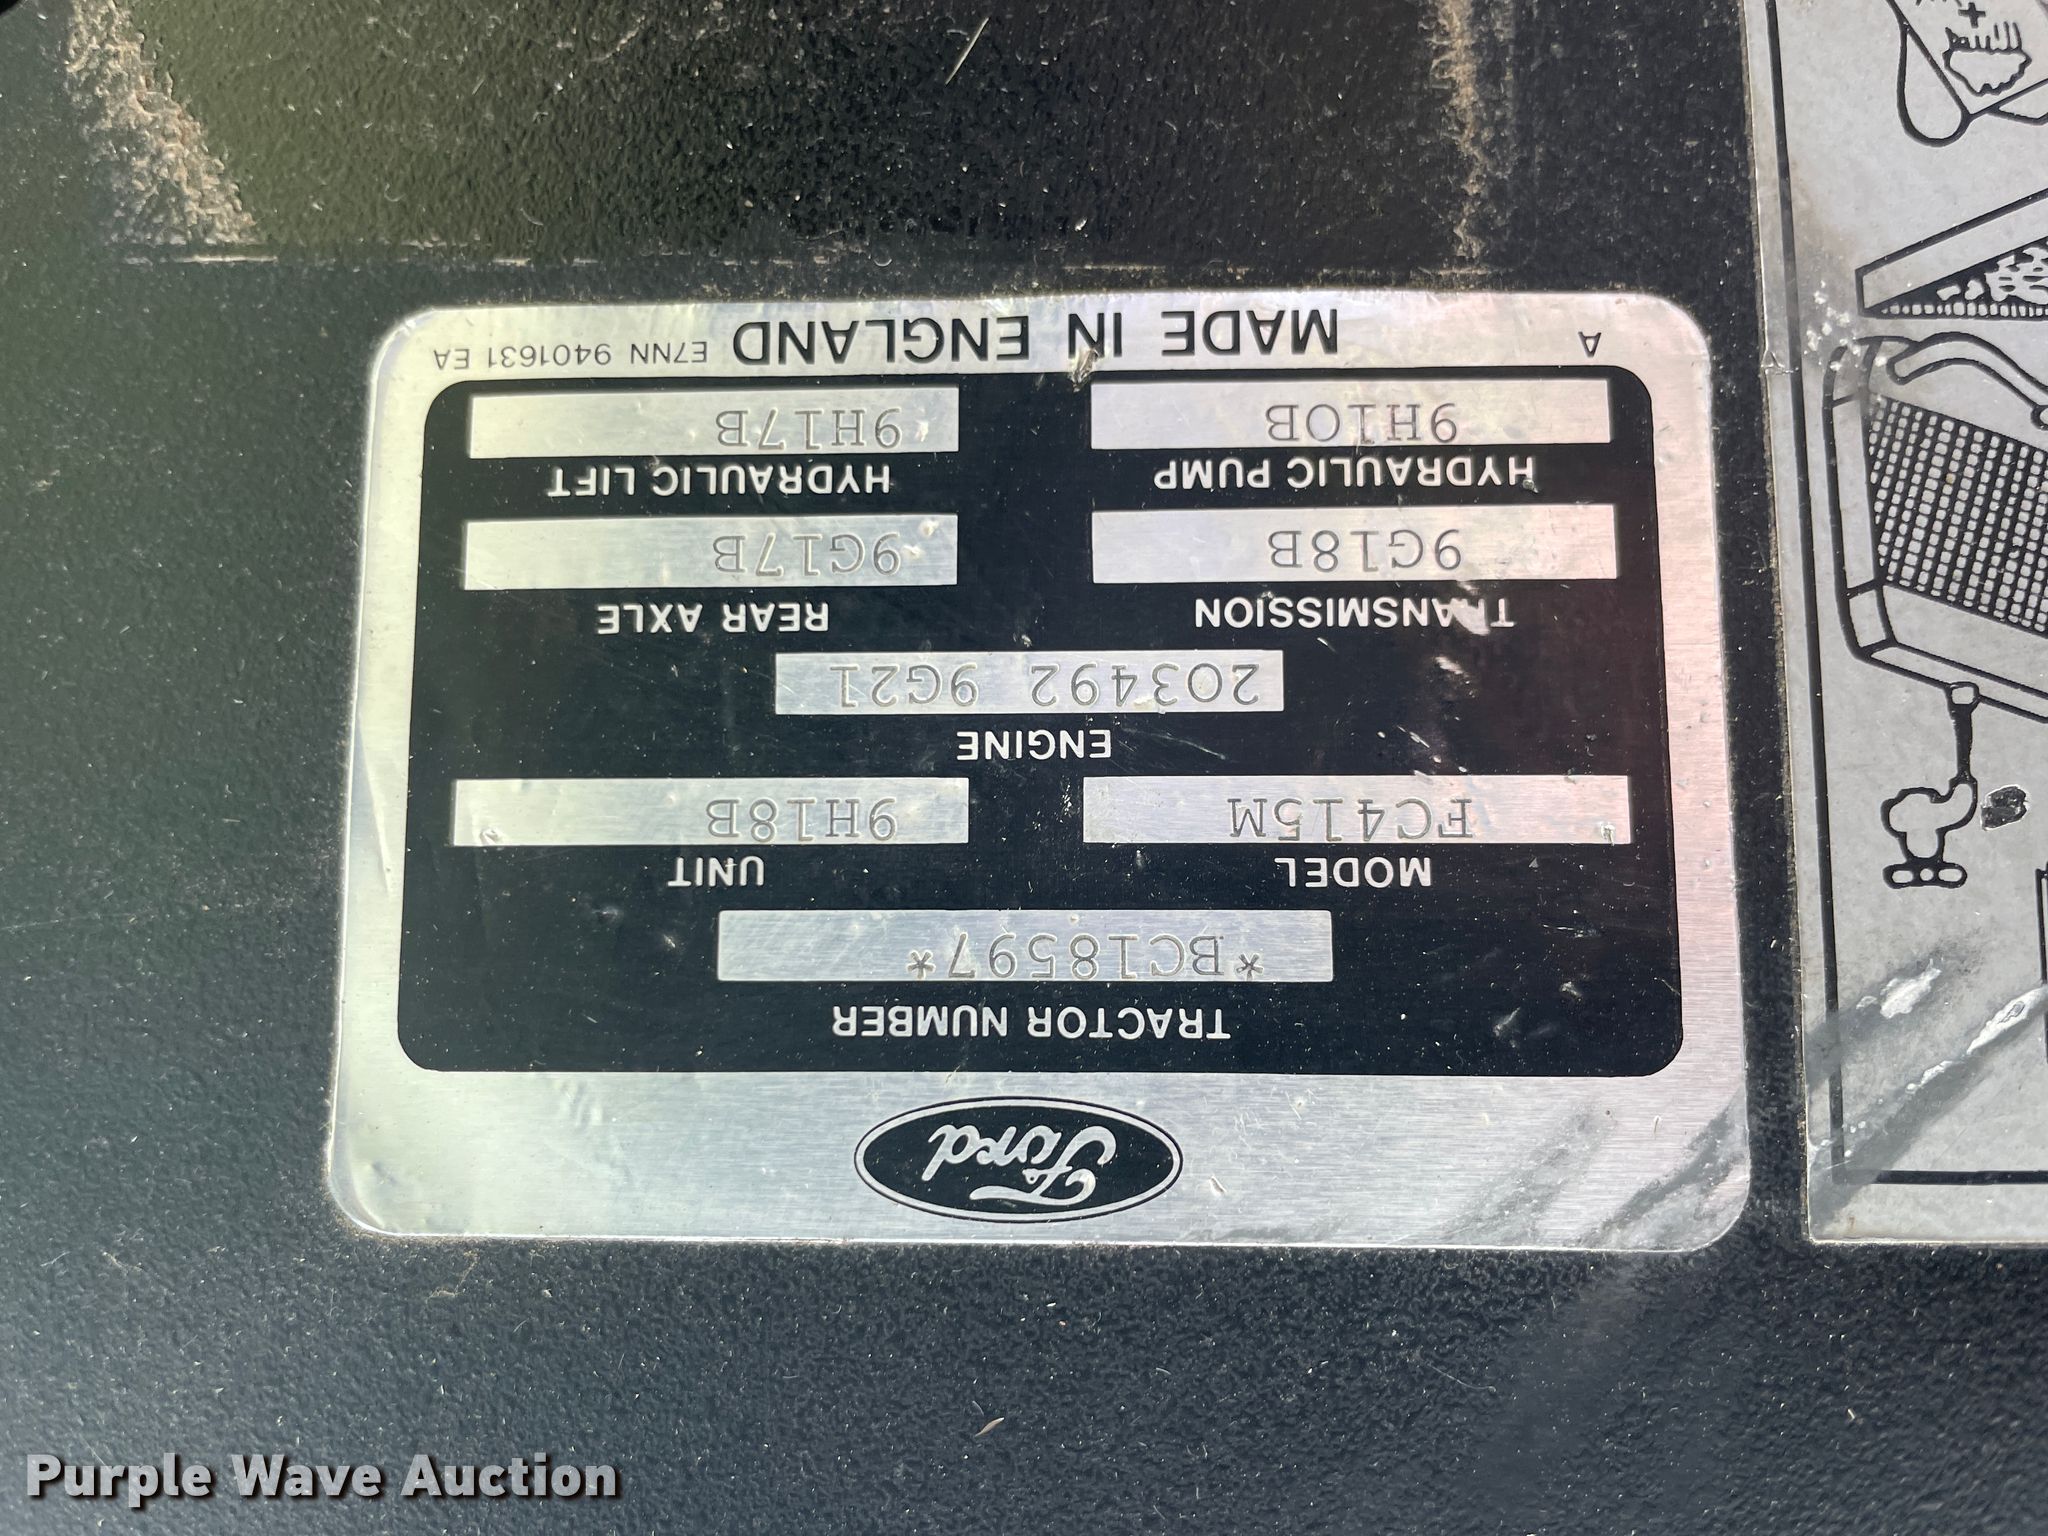 Ford
TRACTOR NUMBER
*BC18597*
MODEL UNIT
FC415M 9H18B
ENGINE
203492 9G21
TRANSMISSION REAR AXLE
9G18B 9G17B
HYDRAULIC PUMP HYDRAULIC LIFT
9H10B 9H17B
A MADE IN ENGLAND E7NN 9401631 EA
Purple Wave Auction